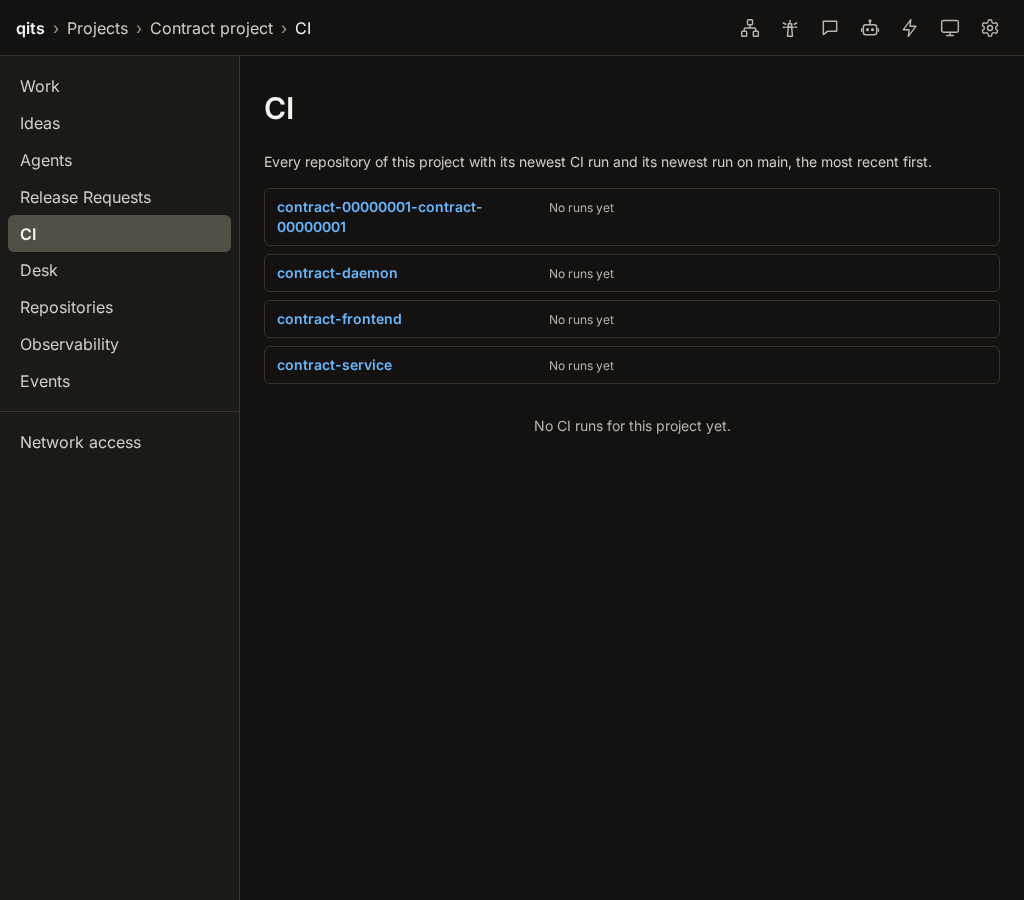 qits › Projects › Contract project › CI
Work
Ideas
Agents
Release Requests
CI
Desk
Repositories
Observability
Events
Network access
CI
Every repository of this project with its newest CI run and its newest run on main, the most recent first.
contract-00000001-contract-
00000001
No runs yet
contract-daemon
No runs yet
contract-frontend
No runs yet
contract-service
No runs yet
No CI runs for this project yet.